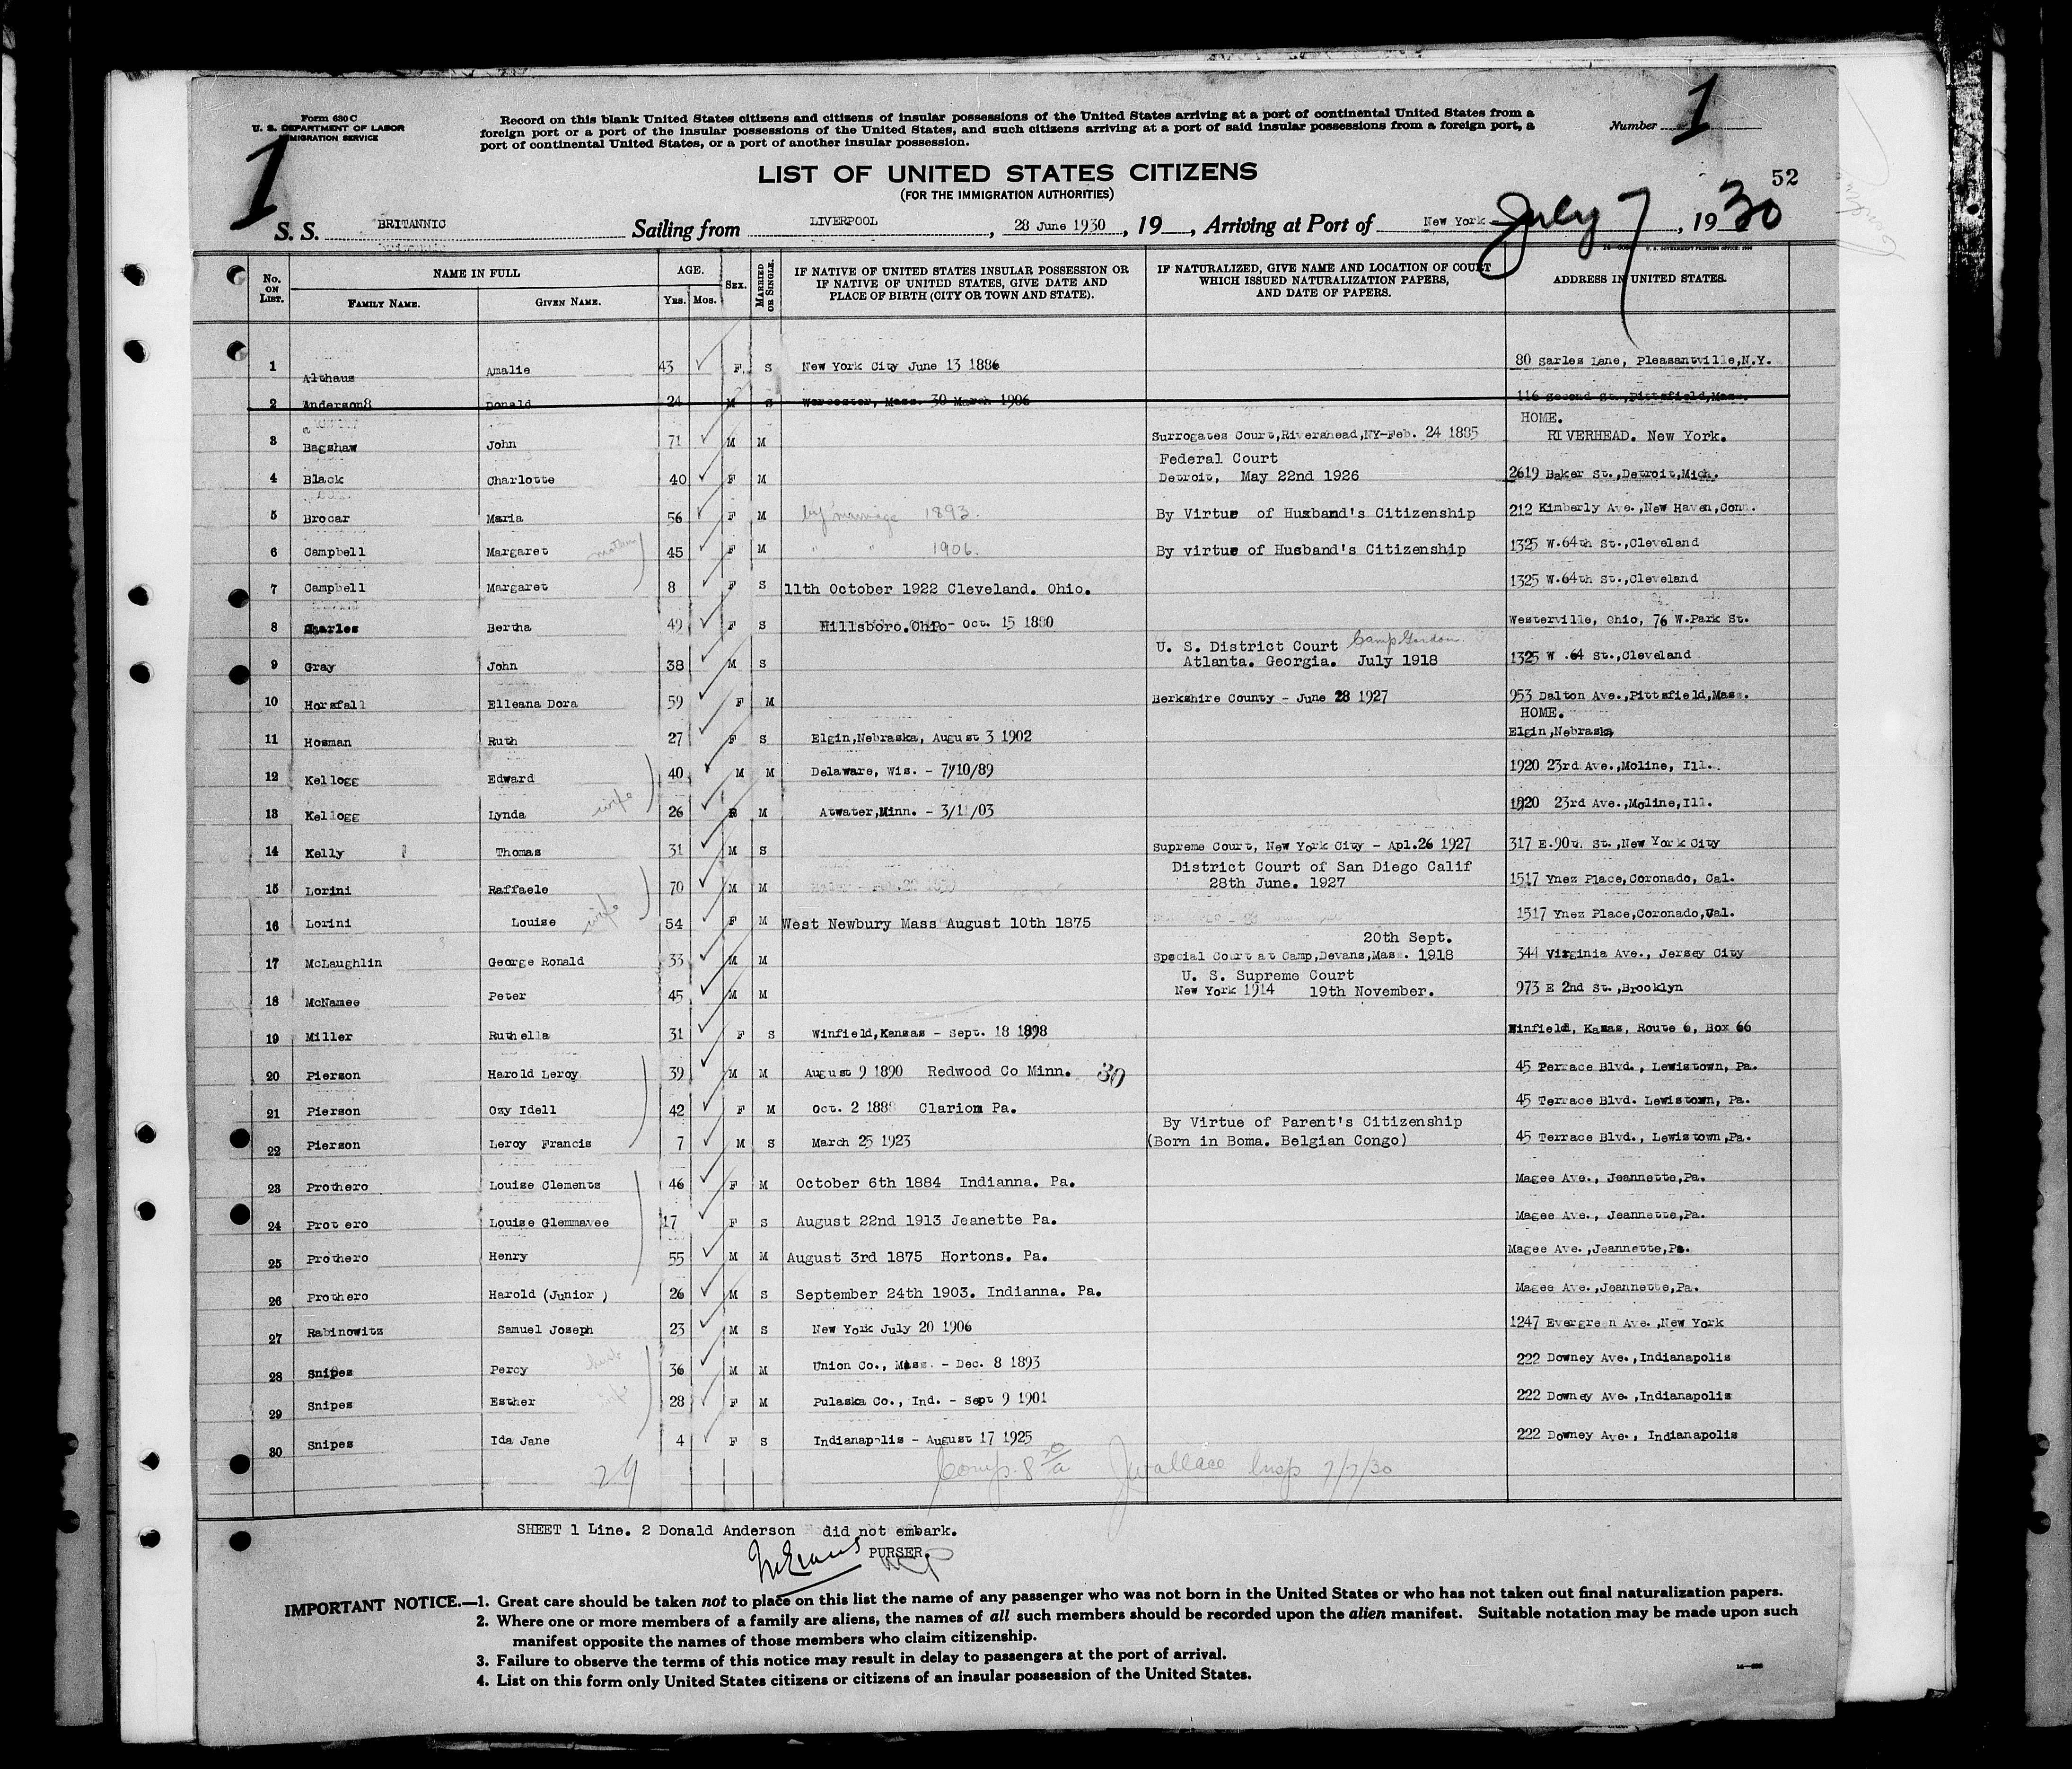 Form 630 C
U. S. DEPARTMENT OF LABOR
IMMIGRATION SERVICE
1
Record on this blank United States citizens and citizens of insular possessions of the United States arriving at a port of continental United States from a
foreign port or a port of the insular possessions of the United States, and such citizens arriving at a port of said insular possessions from a foreign port, a
port of continental United States, or a port of another insular possession.
Number 1
LIST OF UNITED STATES CITIZENS
(FOR THE IMMIGRATION AUTHORITIES)
52
S. S. BRITANNIC Sailing from LIVERPOOL, 28 June 1930, 19 , Arriving at Port of New York - July 7, 1930
No. ON LIST. NAME IN FULL FAMILY NAME. GIVEN NAME. AGE. YRS. MOS. SEX. MARRIED OR SINGLE. IF NATIVE OF UNITED STATES INSULAR POSSESSION OR IF NATIVE OF UNITED STATES, GIVE DATE AND PLACE OF BIRTH (CITY OR TOWN AND STATE). IF NATURALIZED, GIVE NAME AND LOCATION OF COURT WHICH ISSUED NATURALIZATION PAPERS, AND DATE OF PAPERS. ADDRESS IN UNITED STATES.
1 Althaus Amalie 43 F S New York City June 13 1886 80 Sarles Lane, Pleasantville,N.Y.
2 Anderson8 Donald 24 M S Worcester, Mass. 30 March 1906 116 Second St.,Pittsfield,Mass.
HOME.
3 Bagshaw John 71 M M Surrogates Court,Rivershead,NY-Feb. 24 1885 RIVERHEAD. New York.
Federal Court
4 Black Charlotte 40 F M Detroit, May 22nd 1926 2619 Baker St.,Detroit,Mich.
5 Brocar Maria 56 F M by marriage 1893. By Virtue of Husband's Citizenship 212 Kimberly Ave.,New Haven,Conn.
6 Campbell Margaret mother 45 F M " " 1906. By virtue of Husband's Citizenship 1325 W.64th St.,Cleveland
7 Campbell Margaret 8 F S 11th October 1922 Cleveland. Ohio. 1325 W.64th St.,Cleveland
8 Charles Bertha 49 F S Hillsboro.Ohio- Oct. 15 1880 Westerville, Ohio, 76 W.Park St.
U. S. District Court Camp Gordon.
9 Gray John 38 M S Atlanta. Georgia. July 1918 1325 W .64 St.,Cleveland
10 Horsfall Elleana Dora 59 F M Berkshire County - June 28 1927 953 Dalton Ave.,Pittsfield,Mass.
HOME.
11 Hosman Ruth 27 F S Elgin,Nebraska, August 3 1902 Elgin,Nebraska
12 Kellogg Edward 40 M M Delaware, Wis. - 7/10/89 1920 23rd Ave.,Moline, Ill.
13 Kellogg Lynda wife 26 F M Atwater,Minn. - 3/11/03 1920 23rd Ave.,Moline,Ill.
14 Kelly Thomas 31 M S Supreme Court, New York City - Apl.26 1927 317 E.90th St.,New York City
District Court of San Diego Calif
15 Lorini Raffaele 70 M M 28th June. 1927 1517 Ynez Place,Coronado, Cal.
16 Lorini Louise wife 54 F M West Newbury Mass August 10th 1875 1517 Ynez Place,Coronado,Cal.
20th Sept.
17 McLaughlin George Ronald 33 M M Special Court at Camp,Devans,Mass. 1918 344 Virginia Ave., Jersey City
U. S. Supreme Court
18 McNamee Peter 45 M M New York 1914 19th November. 973 E 2nd St.,Brooklyn
19 Miller Ruthella 31 F S Winfield,Kansas - Sept. 18 1898 Winfield, Kansas, Route 6, Box 66
20 Pierson Harold Leroy 39 M M August 9 1890 Redwood Co Minn. 30 45 Terrace Blvd., Lewistown, Pa.
21 Pierson Ozy Idell 42 F M Oct. 2 1888 Clarion Pa. 45 Terrace Blvd. Lewistown, Pa.
By Virtue of Parent's Citizenship
22 Pierson Leroy Francis 7 M S March 25 1923 (Born in Boma. Belgian Congo) 45 Terrace Blvd., Lewistown,Pa.
23 Prothero Louise Clements 46 F M October 6th 1884 Indianna. Pa. Magee Ave., Jeannette,Pa.
24 Prot ero Louise Glemmavee 17 F S August 22nd 1913 Jeanette Pa. Magee Ave., Jeannette,Pa.
25 Prothero Henry 55 M M August 3rd 1875 Hortons. Pa. Magee Ave.,Jeannette,Pa.
26 Prothero Harold (Junior ) 26 M S September 24th 1903. Indianna. Pa. Magee Ave.,Jeannette,Pa.
27 Rabinowitz Samuel Joseph 23 M S New York July 20 1906 1247 Evergreen Ave.,New York
28 Snipes Percy husb 36 M M Union Co., Miss. - Dec. 8 1893 222 Downey Ave.,Indianapolis
29 Snipes Esther wife 28 F M Pulaska Co., Ind. - Sept 9 1901 222 Downey Ave.,Indianapolis
30 Snipes Ida Jane 4 F S Indianapolis - August 17 1925 222 Downey Ave., Indianapolis
29 Comp. 8 J Wallace Insp 7/7/30
SHEET 1 Line. 2 Donald Anderson did not embark.
PURSER.
IMPORTANT NOTICE.—1. Great care should be taken not to place on this list the name of any passenger who was not born in the United States or who has not taken out final naturalization papers.
2. Where one or more members of a family are aliens, the names of all such members should be recorded upon the alien manifest. Suitable notation may be made upon such
manifest opposite the names of those members who claim citizenship.
3. Failure to observe the terms of this notice may result in delay to passengers at the port of arrival.
4. List on this form only United States citizens or citizens of an insular possession of the United States.